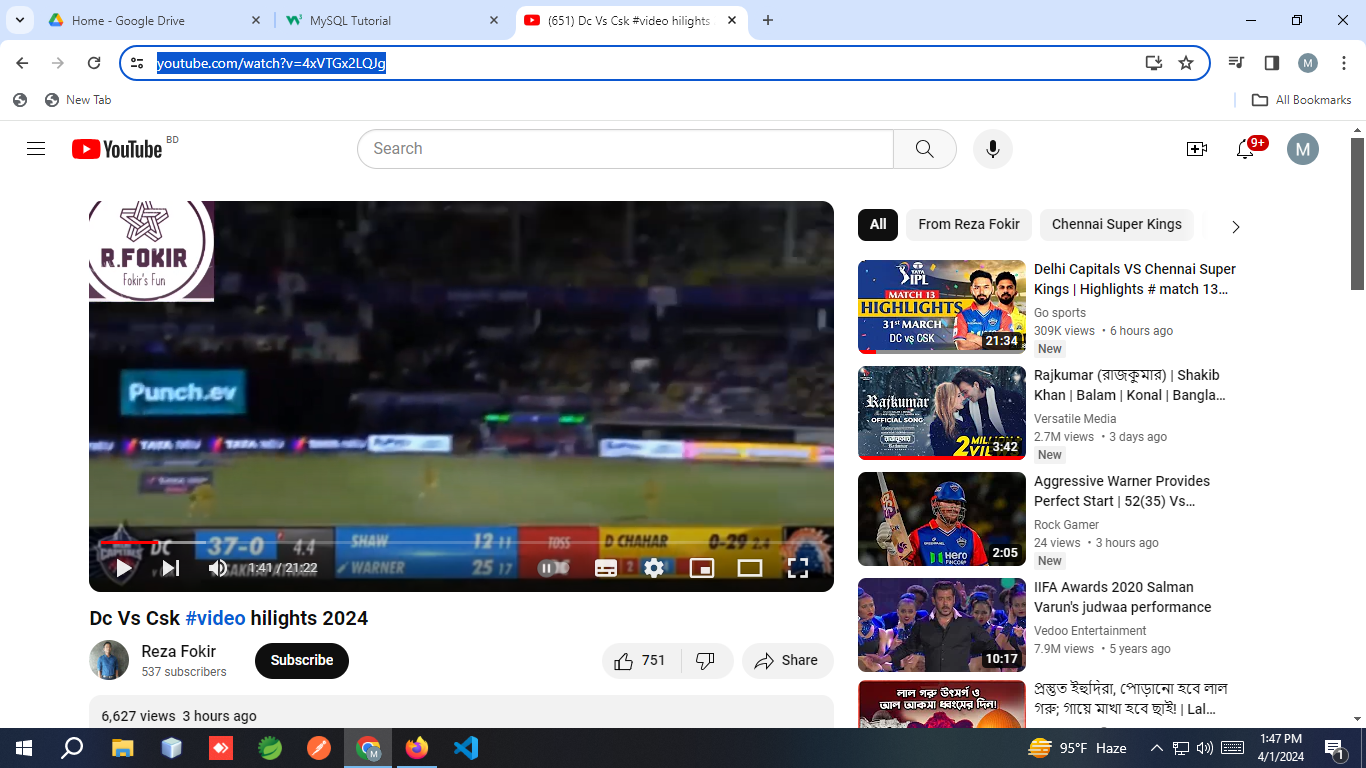 Home - Google Drive
MySQL Tutorial
(651) Dc Vs Csk #video hilights
youtube.com/watch?v=4xVTGx2LQJg
M
New Tab
All Bookmarks
YouTube BD
Search
9+
M
R.FOKIR
Fokir's Fun
Punch.ev
DC 37-0 4.4 SHAW 12 11 TOSS D CHAHAR 0-29 2.4
WARNER 25 17
1:41 / 21:22
Dc Vs Csk #video hilights 2024
Reza Fokir
537 subscribers
Subscribe
751
Share
6,627 views 3 hours ago
All
From Reza Fokir
Chennai Super Kings
TATA
IPL
MATCH 13
HIGHLIGHTS
31ST MARCH
DC vs CSK
21:34
Delhi Capitals VS Chennai Super
Kings | Highlights # match 13...
Go sports
309K views • 6 hours ago
New
Rajkumar
OFFICIAL SONG
রাজকুমার
2 MILLION
3:42
Rajkumar (রাজকুমার) | Shakib
Khan | Balam | Konal | Bangla...
Versatile Media
2.7M views • 3 days ago
New
Hero
FINCORP
2:05
Aggressive Warner Provides
Perfect Start | 52(35) Vs...
Rock Gamer
24 views • 3 hours ago
New
10:17
IIFA Awards 2020 Salman
Varun's judwaa performance
Vedoo Entertainment
7.9M views • 5 years ago
লাল গরু উৎসর্গ ও
আল আকসা ধ্বংসের দিন!
প্রস্তুত ইহুদিরা, পোড়ানো হবে লাল
গরু; গায়ে মাখা হবে ছাই! | Lal...
95°F Haze
1:47 PM
4/1/2024
1